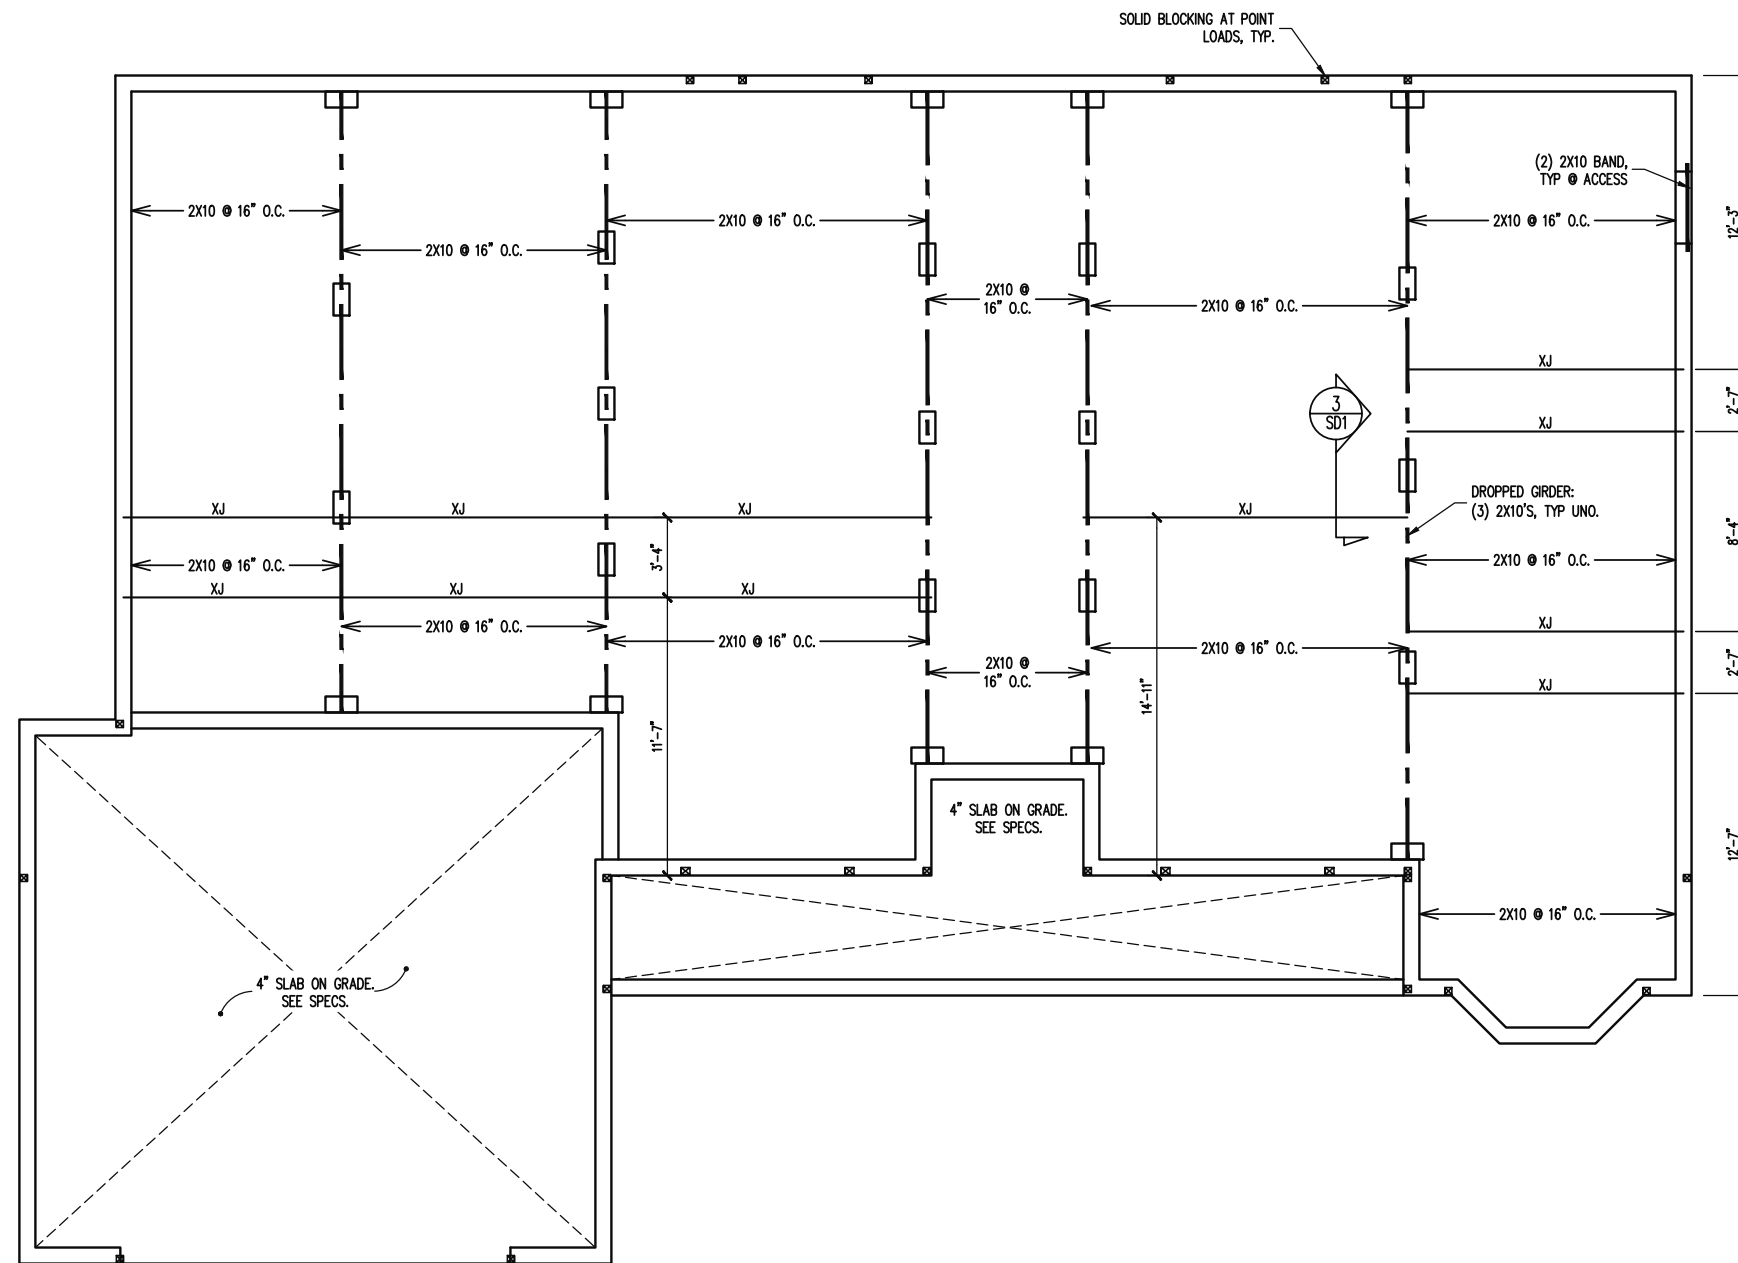 SOLID BLOCKING AT POINT
LOADS, TYP.
(2) 2X10 BAND,
TYP @ ACCESS
2X10 @ 16" O.C.
2X10 @ 16" O.C.
2X10 @ 16" O.C.
2X10 @ 16" O.C.
12'-3"
2X10 @
16" O.C.
2X10 @ 16" O.C.
XJ
2'-7"
3
SD1
XJ
DROPPED GIRDER:
(3) 2X10'S, TYP UNO.
XJ
XJ
XJ
XJ
8'-4"
3'-4"
2X10 @ 16" O.C.
2X10 @ 16" O.C.
XJ
XJ
XJ
2X10 @ 16" O.C.
2X10 @ 16" O.C.
XJ
2X10 @
16" O.C.
2X10 @ 16" O.C.
2'-7"
XJ
14'-11"
11'-7"
4" SLAB ON GRADE.
SEE SPECS.
12'-7"
2X10 @ 16" O.C.
4" SLAB ON GRADE.
SEE SPECS.